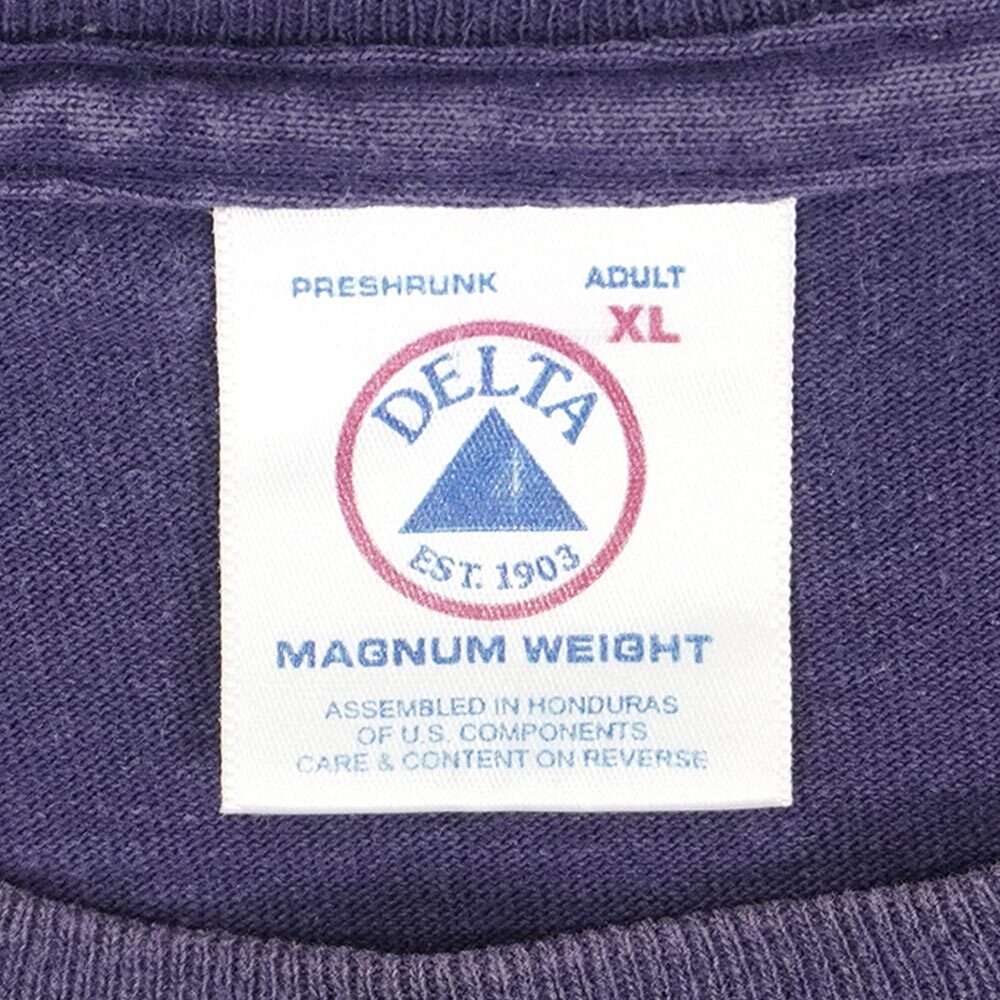 PRESHRUNK
ADULT
XL
DELTA
EST. 1903
MAGNUM WEIGHT
ASSEMBLED IN HONDURAS
OF U.S. COMPONENTS
CARE & CONTENT ON REVERSE